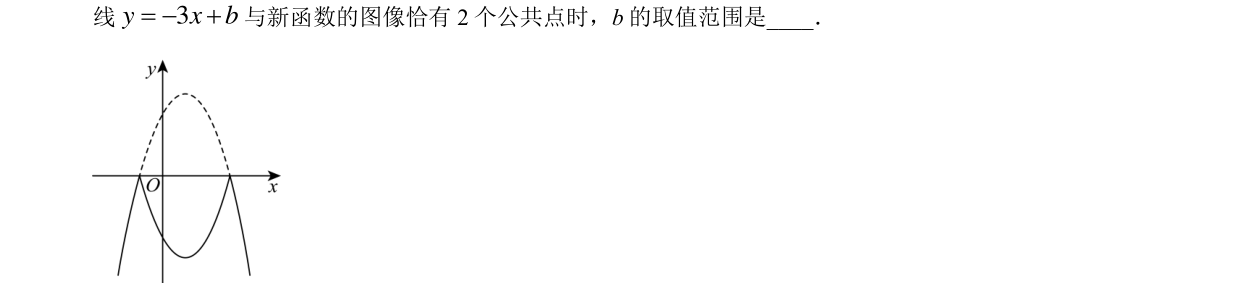 线 y = −3x + b 与新函数的图像恰有 2 个公共点时，b 的取值范围是____．
y
O
x